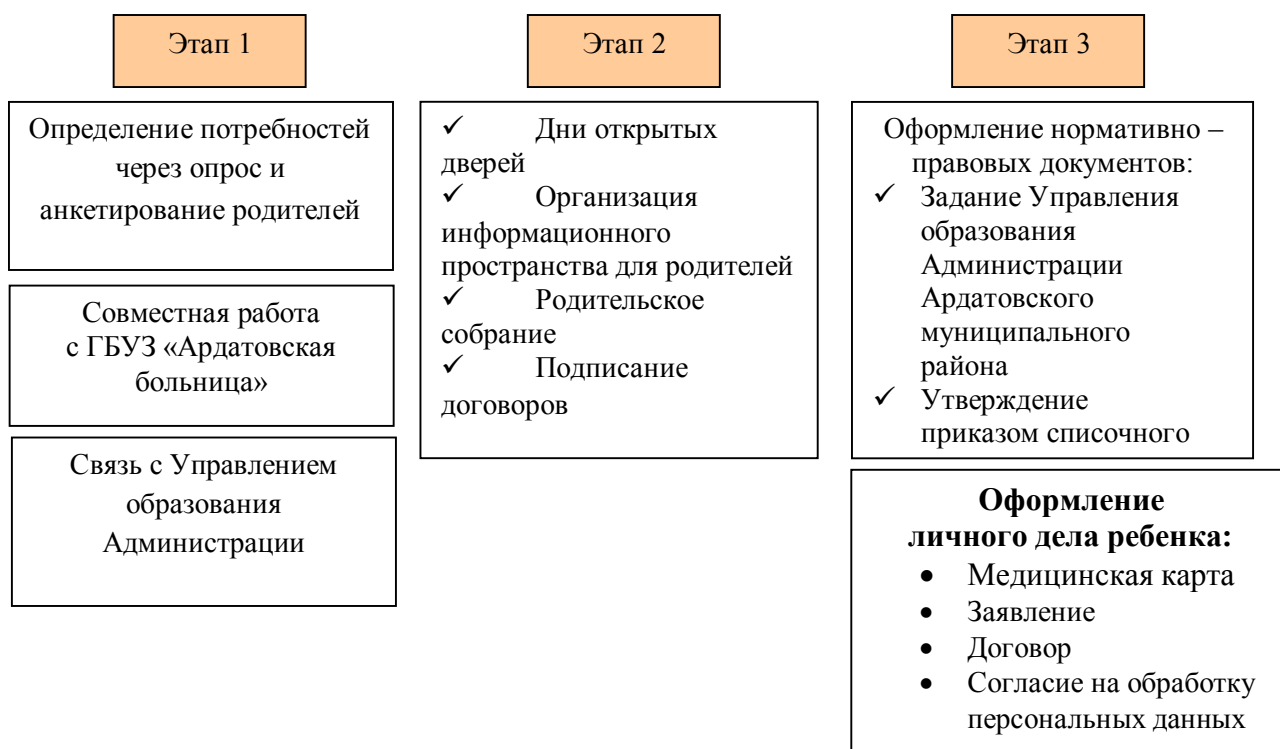 Этап 1
Определение потребностей
через опрос и
анкетирование родителей
Совместная работа
с ГБУЗ «Ардатовская
больница»
Связь с Управлением
образования
Администрации
Этап 2
✓ Дни открытых
дверей
✓ Организация
информационного
пространства для родителей
✓ Родительское
собрание
✓ Подписание
договоров
Этап 3
Оформление нормативно –
правовых документов:
✓ Задание Управления
образования
Администрации
Ардатовского
муниципального
района
✓ Утверждение
приказом списочного
Оформление
личного дела ребенка:
• Медицинская карта
• Заявление
• Договор
• Согласие на обработку
персональных данных